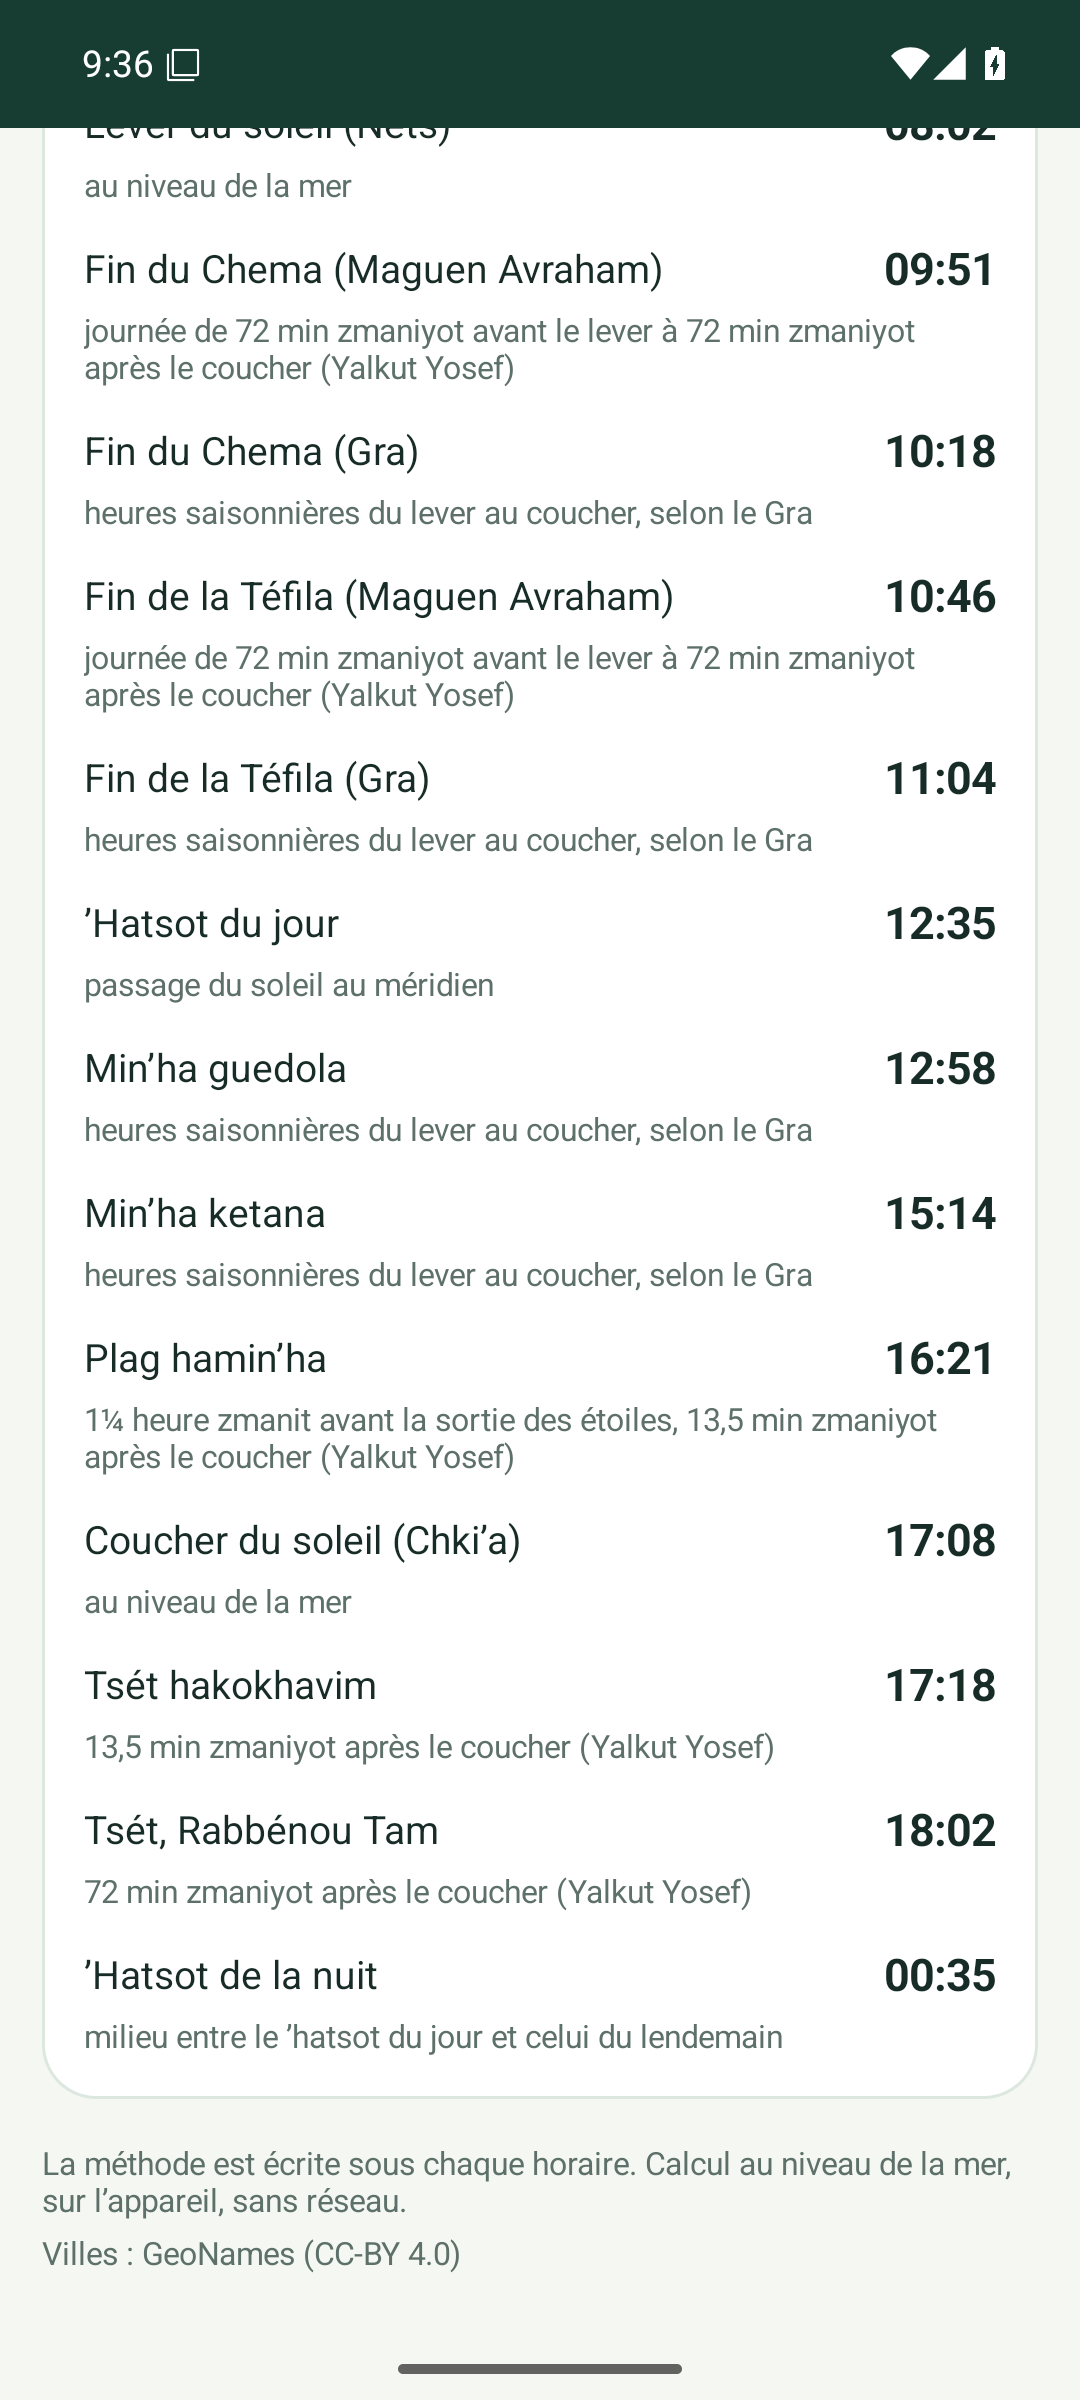 9:36
Lever du soleil (Nets) 08:02
au niveau de la mer
Fin du Chema (Maguen Avraham) 09:51
journée de 72 min zmaniyot avant le lever à 72 min zmaniyot
après le coucher (Yalkut Yosef)
Fin du Chema (Gra) 10:18
heures saisonnières du lever au coucher, selon le Gra
Fin de la Téfila (Maguen Avraham) 10:46
journée de 72 min zmaniyot avant le lever à 72 min zmaniyot
après le coucher (Yalkut Yosef)
Fin de la Téfila (Gra) 11:04
heures saisonnières du lever au coucher, selon le Gra
’Hatsot du jour 12:35
passage du soleil au méridien
Min’ha guedola 12:58
heures saisonnières du lever au coucher, selon le Gra
Min’ha ketana 15:14
heures saisonnières du lever au coucher, selon le Gra
Plag hamin’ha 16:21
1¼ heure zmanit avant la sortie des étoiles, 13,5 min zmaniyot
après le coucher (Yalkut Yosef)
Coucher du soleil (Chki’a) 17:08
au niveau de la mer
Tsét hakokhavim 17:18
13,5 min zmaniyot après le coucher (Yalkut Yosef)
Tsét, Rabbénou Tam 18:02
72 min zmaniyot après le coucher (Yalkut Yosef)
’Hatsot de la nuit 00:35
milieu entre le ’hatsot du jour et celui du lendemain
La méthode est écrite sous chaque horaire. Calcul au niveau de la mer,
sur l’appareil, sans réseau.
Villes : GeoNames (CC-BY 4.0)